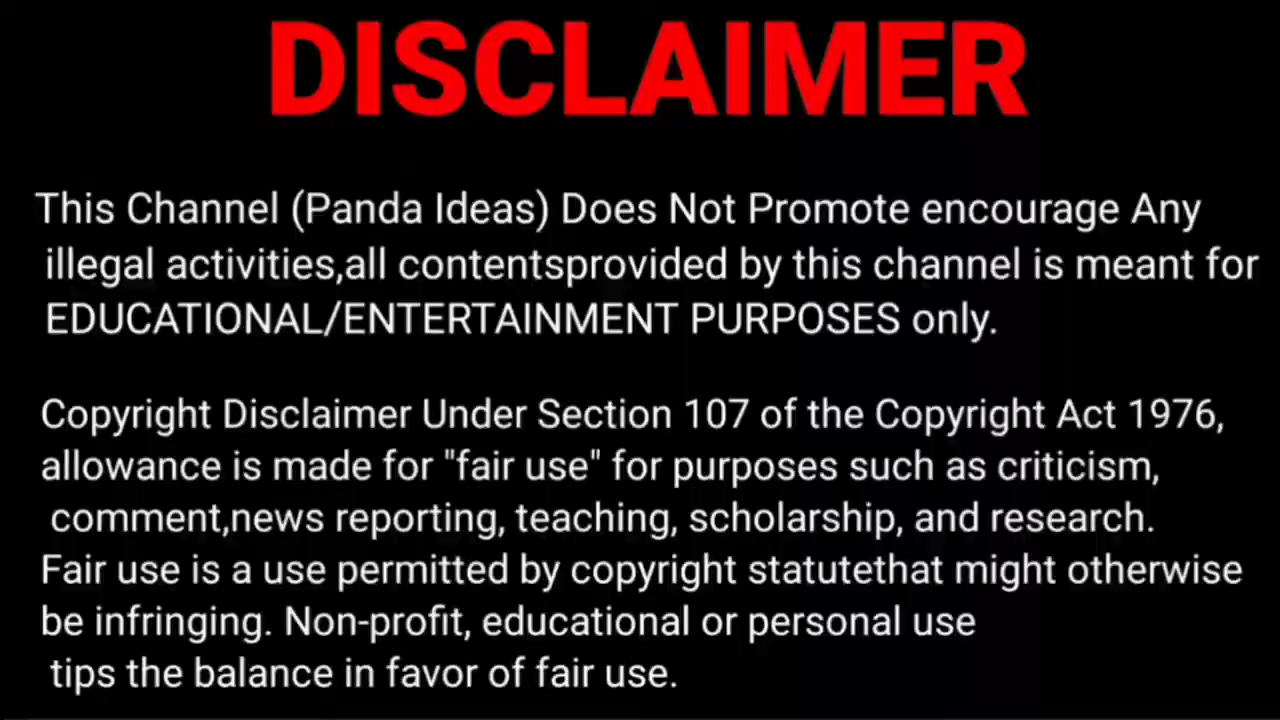 DISCLAIMER
This Channel (Panda Ideas) Does Not Promote encourage Any
illegal activities,all contentsprovided by this channel is meant for
EDUCATIONAL/ENTERTAINMENT PURPOSES only.
Copyright Disclaimer Under Section 107 of the Copyright Act 1976,
allowance is made for "fair use" for purposes such as criticism,
comment,news reporting, teaching, scholarship, and research.
Fair use is a use permitted by copyright statutethat might otherwise
be infringing. Non-profit, educational or personal use
tips the balance in favor of fair use.